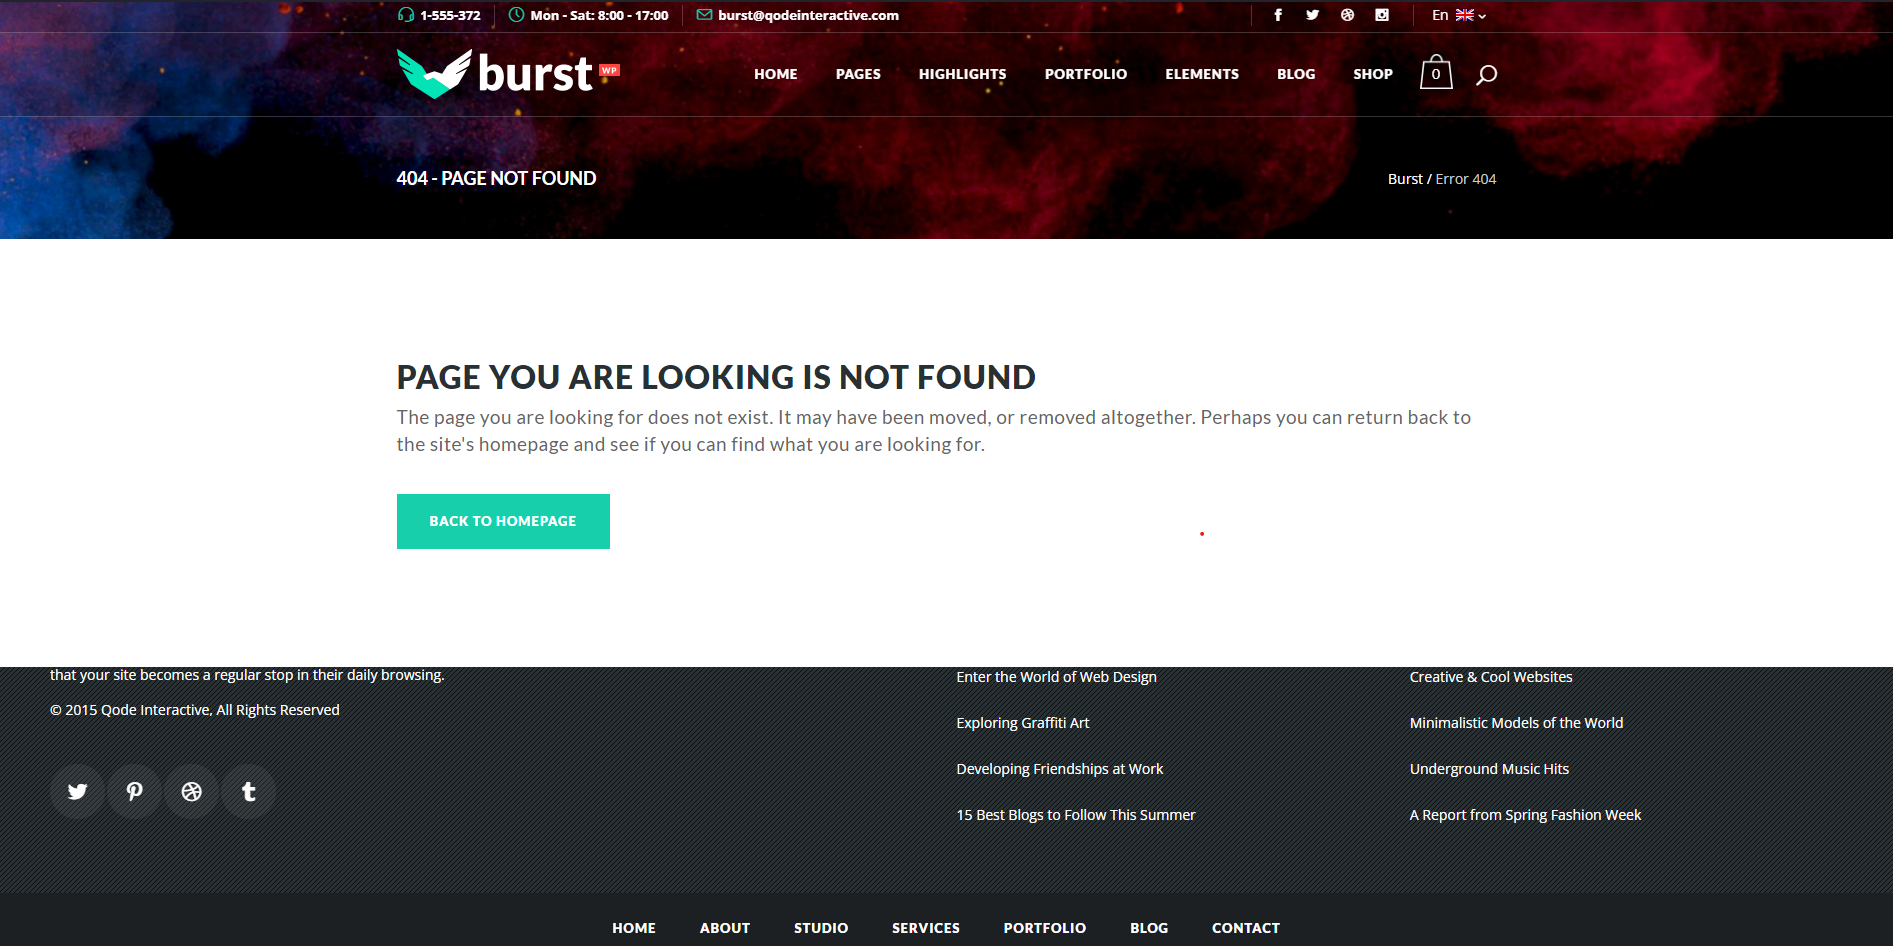 1-555-372 Mon - Sat: 8:00 - 17:00 burst@qodeinteractive.com En
burst WP HOME PAGES HIGHLIGHTS PORTFOLIO ELEMENTS BLOG SHOP 0
404 - PAGE NOT FOUND Burst / Error 404
PAGE YOU ARE LOOKING IS NOT FOUND
The page you are looking for does not exist. It may have been moved, or removed altogether. Perhaps you can return back to
the site's homepage and see if you can find what you are looking for.
BACK TO HOMEPAGE
that your site becomes a regular stop in their daily browsing.
© 2015 Qode Interactive, All Rights Reserved
Enter the World of Web Design
Exploring Graffiti Art
Developing Friendships at Work
15 Best Blogs to Follow This Summer
Creative & Cool Websites
Minimalistic Models of the World
Underground Music Hits
A Report from Spring Fashion Week
HOME ABOUT STUDIO SERVICES PORTFOLIO BLOG CONTACT